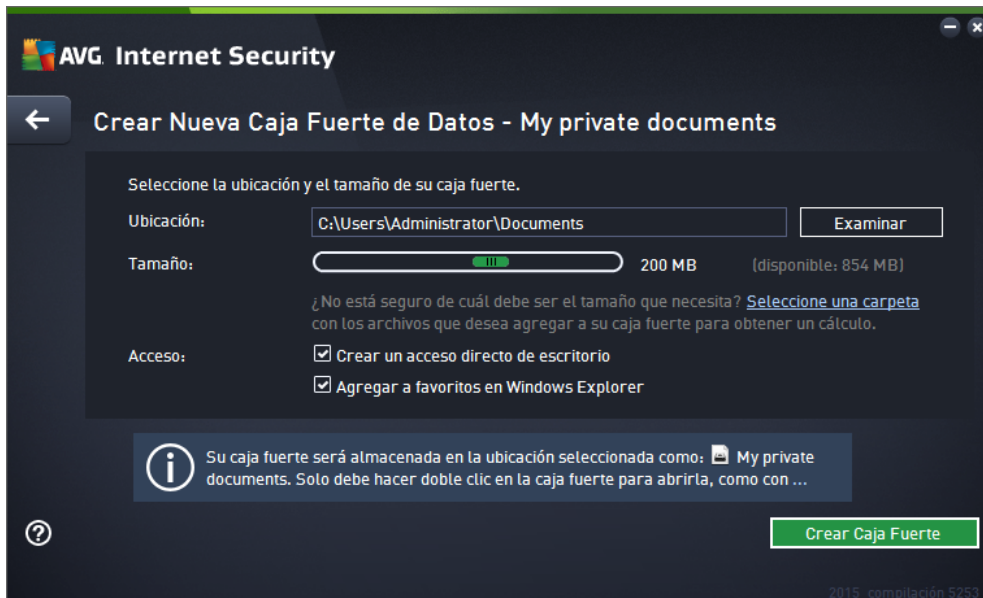 AVG. Internet Security
Crear Nueva Caja Fuerte de Datos - My private documents
Seleccione la ubicación y el tamaño de su caja fuerte.
Ubicación: C:\Users\Administrator\Documents Examinar
Tamaño: 200 MB (disponible: 854 MB)
¿No está seguro de cuál debe ser el tamaño que necesita? Seleccione una carpeta
con los archivos que desea agregar a su caja fuerte para obtener un cálculo.
Acceso: Crear un acceso directo de escritorio
Agregar a favoritos en Windows Explorer
Su caja fuerte será almacenada en la ubicación seleccionada como: My private
documents. Solo debe hacer doble clic en la caja fuerte para abrirla, como con ...
Crear Caja Fuerte
2015 compilación 5253